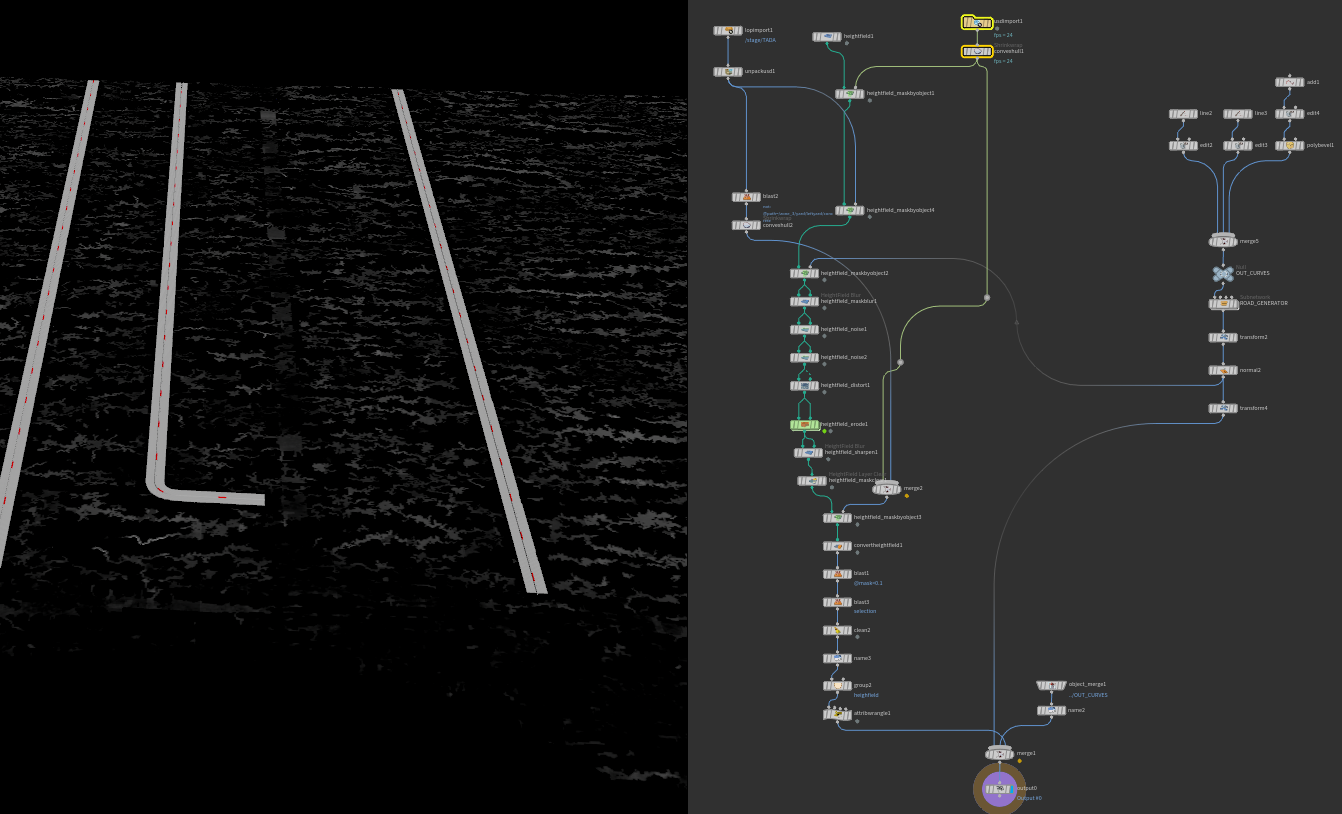 lopimport1
/stage/TADA
unpackusd1
heightfield1
usdimport1
fps = 24
convexhull1
fps = 24
heightfield_maskbyobject1
add1
line2
line3
edit4
edit2
edit3
polybevel1
blast2
convexhull2
heightfield_maskbyobject4
merge5
Null
OUT_CURVES
heightfield_maskbyobject2
HeightField Blur
heightfield_maskblur1
Subnetwork
ROAD_GENERATOR
heightfield_noise1
transform2
heightfield_noise2
normal2
heightfield_distort1
transform4
heightfield_erode1
HeightField Blur
heightfield_sharpen1
HeightField Layer Clear
merge2
heightfield_maskbyobject3
convertheightfield1
blast1
@mask=0.1
blast3
selection
clean2
name3
group2
heightfield
attribwrangle1
object_merge1
../OUT_CURVES
name2
merge1
output0
Output #0